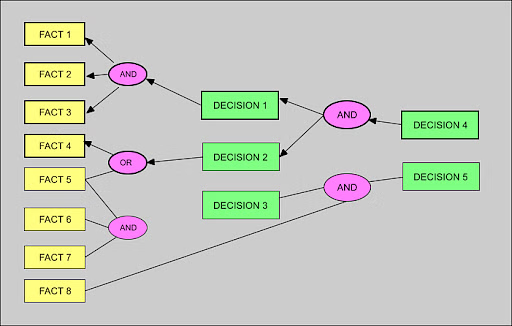 FACT 1
FACT 2
FACT 3
FACT 4
FACT 5
FACT 6
FACT 7
FACT 8
AND
OR
AND
DECISION 1
DECISION 2
DECISION 3
AND
AND
DECISION 4
DECISION 5